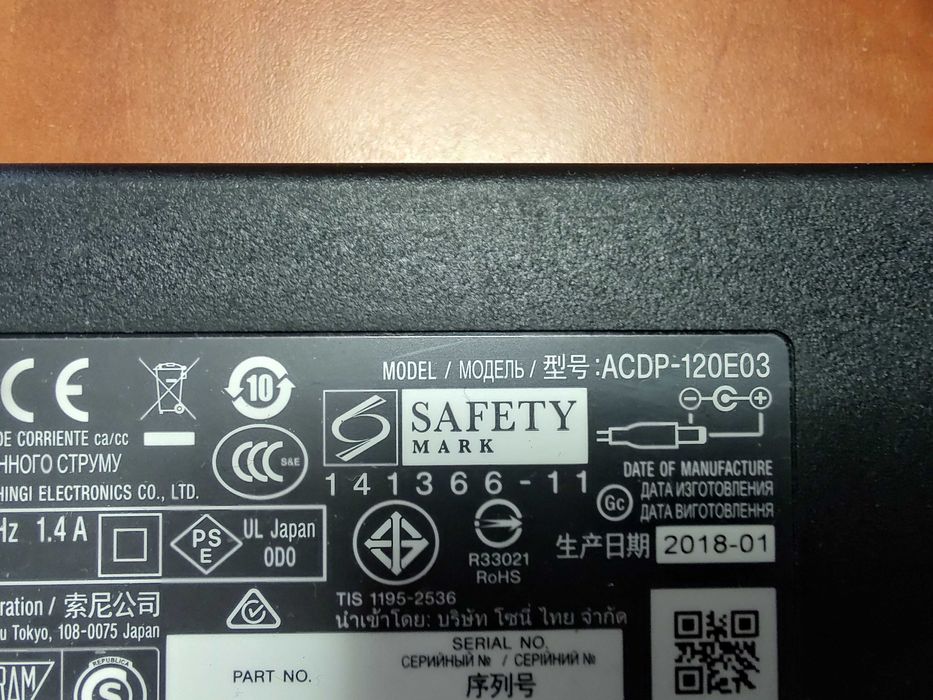 MODEL / МОДЕЛЬ / 型号:ACDP-120E03
CE
10
SAFETY
MARK
DE CORRIENTE ca/cc
ННОГО СТРУМУ
HINGI ELECTRONICS CO., LTD.
CCC S&E
141366-11
DATE OF MANUFACTURE
Gc ДАТА ИЗГОТОВЛЕНИЯ
ДАТА ВИГОТОВЛЕННЯ
生产日期 2018-01
Hz 1.4 A
PS
E
UL Japan
ODO
R33021
RoHS
TIS 1195-2536
นำเข้าโดย: บริษัท โซนี่ ไทย จำกัด
ration / 索尼公司
u Tokyo, 108-0075 Japan
RAM
REPUBLICA
S
PART NO.
SERIAL NO.
СЕРИЙНЫЙ № / СЕРІЙНИЙ №
序列号